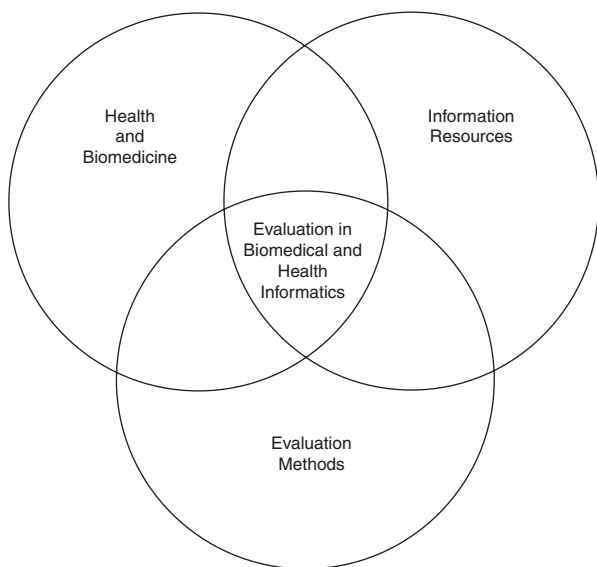 Health
and
Biomedicine
Information
Resources
Evaluation in
Biomedical and
Health
Informatics
Evaluation
Methods